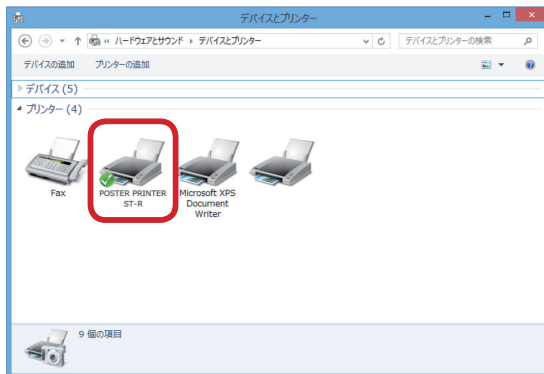 デバイスとプリンター
« ハードウェアとサウンド ▸ デバイスとプリンター
デバイスとプリンターの検索
デバイスの追加 プリンターの追加
デバイス (5)
プリンター (4)
Fax
POSTER PRINTER
ST-R
Microsoft XPS
Document
Writer
9 個の項目